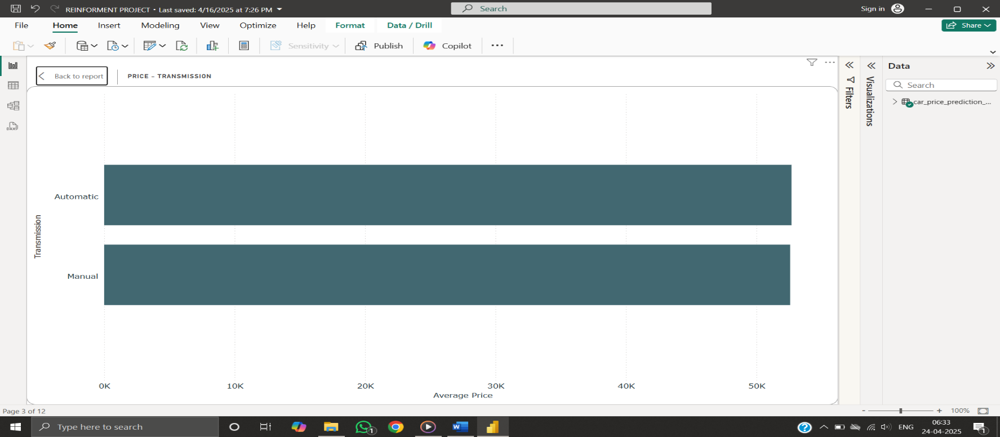 REINFORMENT PROJECT • Last saved: 4/16/2025 at 7:26 PM
Search
Sign in
File Home Insert Modeling View Optimize Help Format Data / Drill
Share
Sensitivity
Publish
Copilot
Back to report
PRICE – TRANSMISSION
Filters
Visualizations
Data
Search
car_price_prediction_...
DAX
Transmission
Automatic
Manual
0K 10K 20K 30K 40K 50K
Average Price
Page 3 of 12
- + 100%
Type here to search
1
W
ENG
06:33
24-04-2025
1